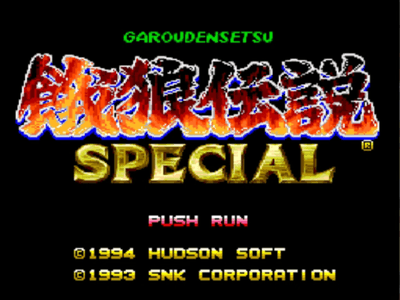 GAROUDENSETSU
餓狼伝説
SPECIAL
®
PUSH RUN
©1994 HUDSON SOFT
©1993 SNK CORPORATION